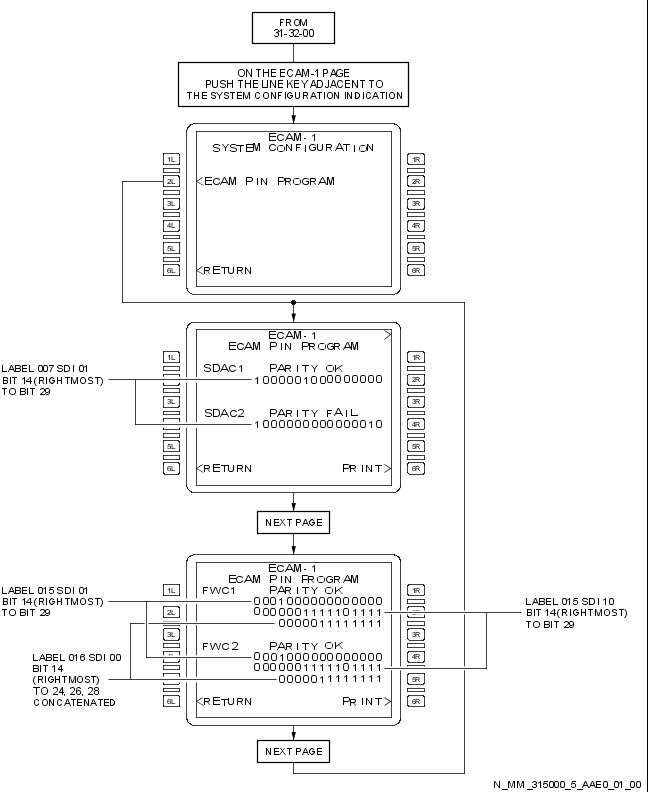 FROM
31-32-00
ON THE ECAM-1 PAGE
PUSH THE LINE KEY ADJACENT TO
THE SYSTEM CONFIGURATION INDICATION
ECAM-1
SYSTEM CONFIGURATION
1L
1R
2L
<ECAM PIN PROGRAM
2R
3L
3R
4L
4R
5L
5R
6L
<RETURN
6R
ECAM-1
>
ECAM PIN PROGRAM
1L
1R
LABEL 007 SDI 01
BIT 14 (RIGHTMOST)
TO BIT 29
SDAC1 PARITY OK
1000001000000000
2R
3L
3R
SDAC2 PARITY FAIL
1000000000000010
4R
5L
5R
6L
<RETURN
PRINT>
6R
NEXT PAGE
ECAM-1
ECAM PIN PROGRAM
1L
FWC1 PARITY OK
1R
LABEL 015 SDI 01
BIT 14 (RIGHTMOST)
TO BIT 29
0001000000000000
2L
0000001111101111
LABEL 015 SDI 10
BIT 14(RIGHTMOST)
TO BIT 29
0000011111111
3L
3R
FWC2 PARITY OK
LABEL 016 SDI 00
BIT 14
(RIGHTMOST)
TO 24, 26, 28
CONCATENATED
0001000000000000
4R
0000001111101111
0000011111111
5R
6L
<RETURN
PRINT>
6R
NEXT PAGE
N_MM_315000_5_AAE0_01_00